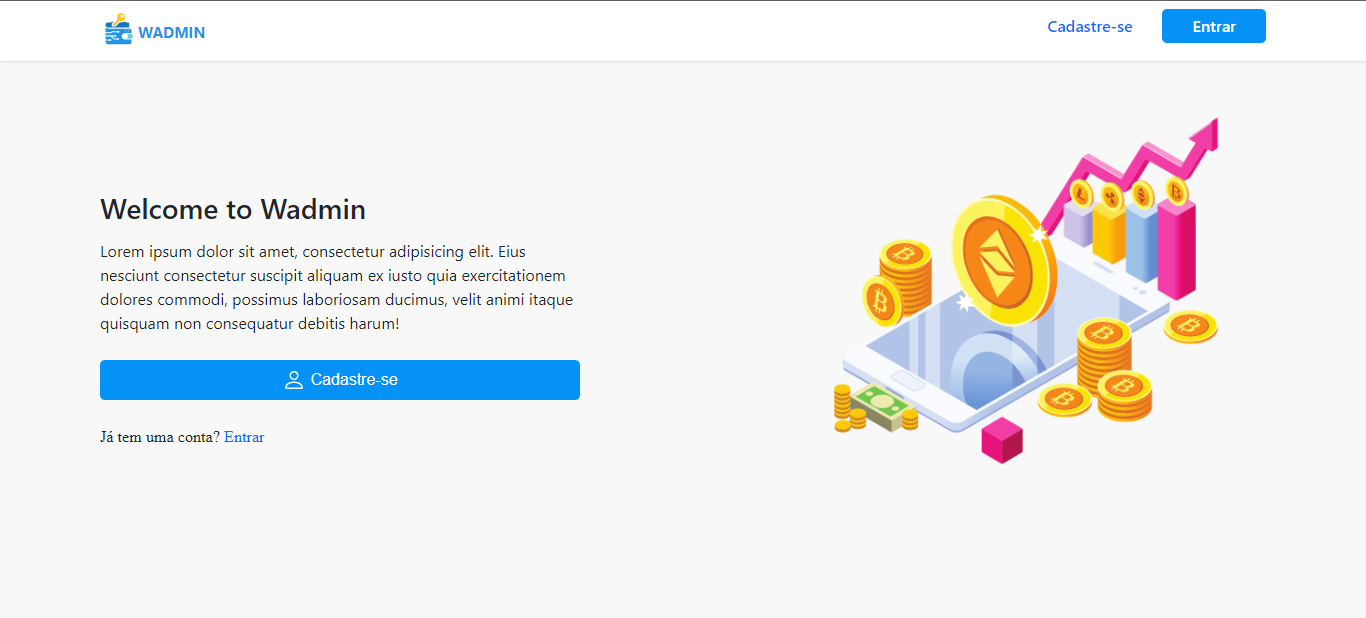 WADMIN
Cadastre-se
Entrar
Welcome to Wadmin
Lorem ipsum dolor sit amet, consectetur adipisicing elit. Eius
nesciunt consectetur suscipit aliquam ex iusto quia exercitationem
dolores commodi, possimus laboriosam ducimus, velit animi itaque
quisquam non consequatur debitis harum!
Cadastre-se
Já tem uma conta? Entrar